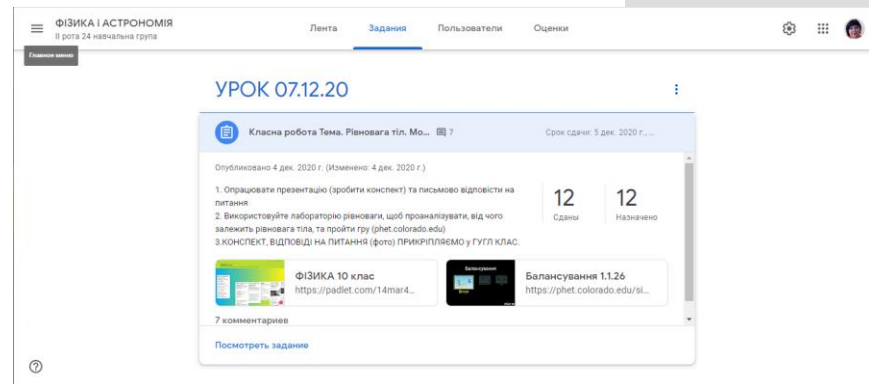 ФІЗИКА І АСТРОНОМІЯ
ІІ рота 24 навчальна група
Лента
Задания
Пользователи
Оценки
Главное меню
УРОК 07.12.20
Класна робота Тема. Рівновага тіл. Мо... 7
Срок сдачи: 5 дек. 2020 г., ...
Опубликовано 4 дек. 2020 г. (Изменено: 4 дек. 2020 г.)
1. Опрацювати презентацію (зробити конспект) та письмово відповісти на
питання
2. Використовуйте лабораторію рівноваги, щоб проаналізувати, від чого
залежить рівновага тіла, та пройти гру (phet.colorado.edu)
3.КОНСПЕКТ, ВІДПОВІДІ НА ПИТАННЯ (фото) ПРИКРІПЛЯЄМО у ГУГЛ КЛАС.
12
Сданы
12
Назначено
ФІЗИКА 10 клас
https://padlet.com/14mar4...
Балансування
Балансування 1.1.26
https://phet.colorado.edu/si...
7 комментариев
Посмотреть задание